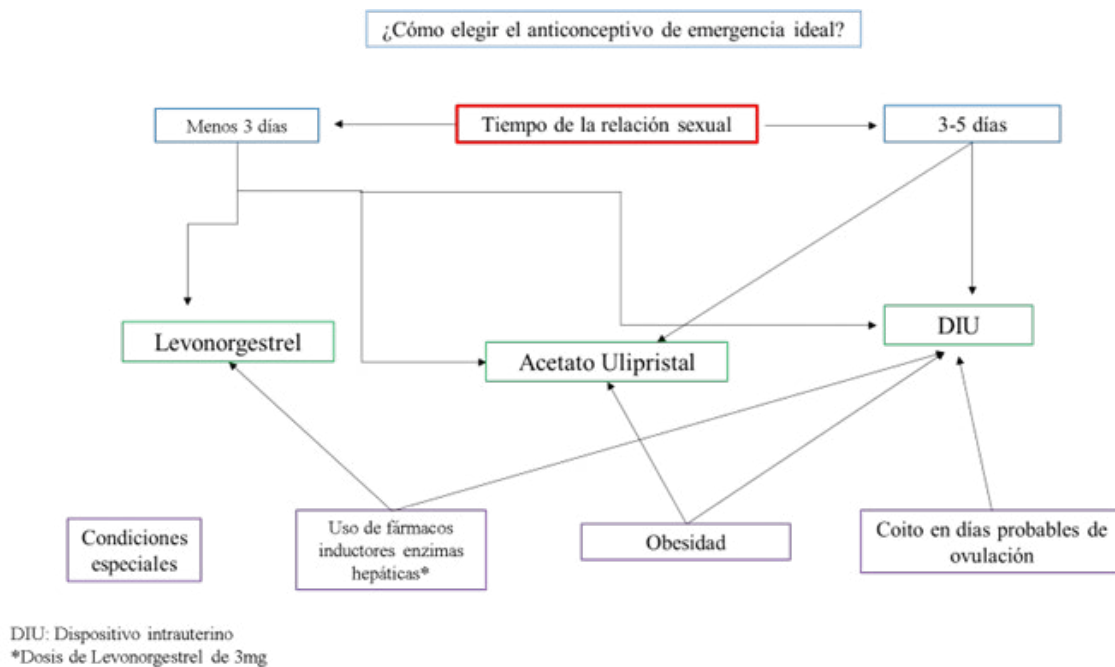 ¿Cómo elegir el anticonceptivo de emergencia ideal?
Menos 3 días
Tiempo de la relación sexual
3-5 días
Levonorgestrel
Acetato Ulipristal
DIU
Condiciones
especiales
Uso de fármacos
inductores enzimas
hepáticas*
Obesidad
Coito en días probables de
ovulación
DIU: Dispositivo intrauterino
*Dosis de Levonorgestrel de 3mg